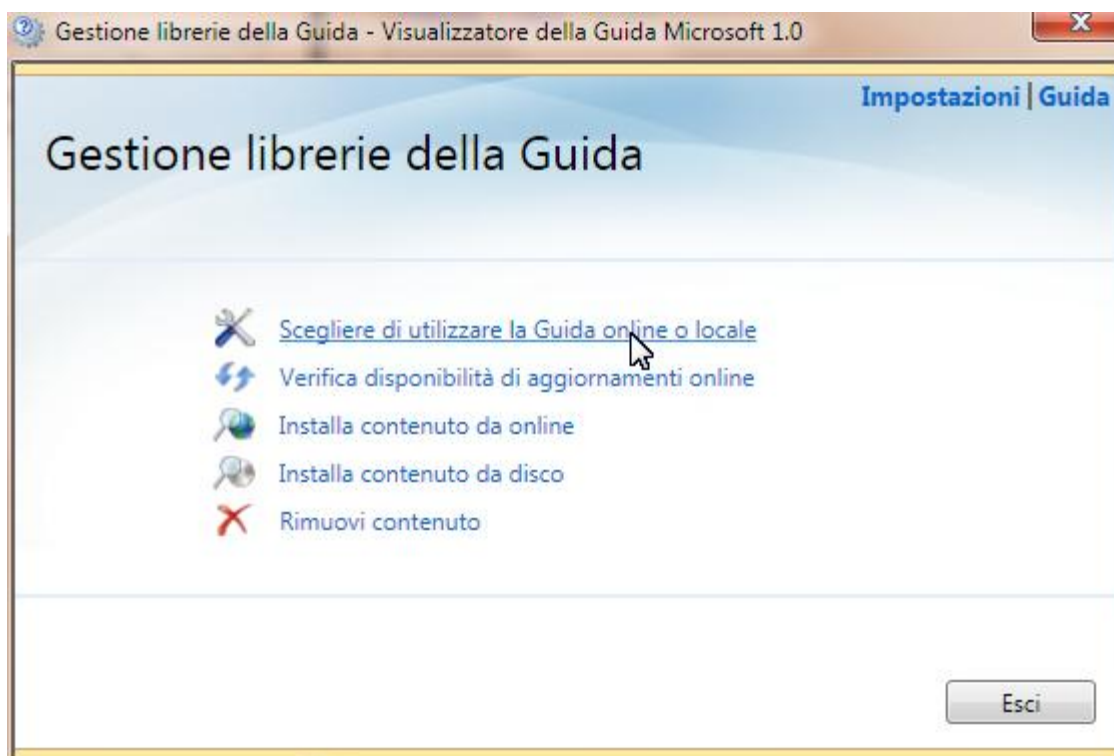 Gestione librerie della Guida - Visualizzatore della Guida Microsoft 1.0
Impostazioni | Guida
Gestione librerie della Guida
Scegliere di utilizzare la Guida online o locale
Verifica disponibilità di aggiornamenti online
Installa contenuto da online
Installa contenuto da disco
Rimuovi contenuto
Esci